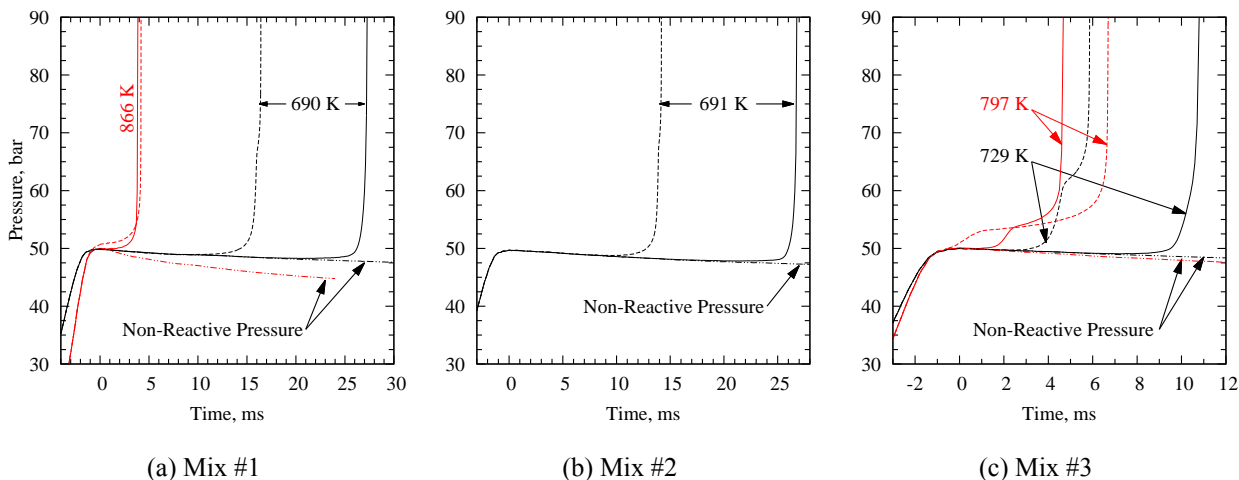 Pressure, bar
90
80
70
60
50
40
30
866 K
690 K
Non-Reactive Pressure
0 5 10 15 20 25 30
Time, ms
(a) Mix #1
90
80
70
60
50
40
30
691 K
Non-Reactive Pressure
0 5 10 15 20 25
Time, ms
(b) Mix #2
90
80
70
60
50
40
30
797 K
729 K
Non-Reactive Pressure
-2 0 2 4 6 8 10 12
Time, ms
(c) Mix #3